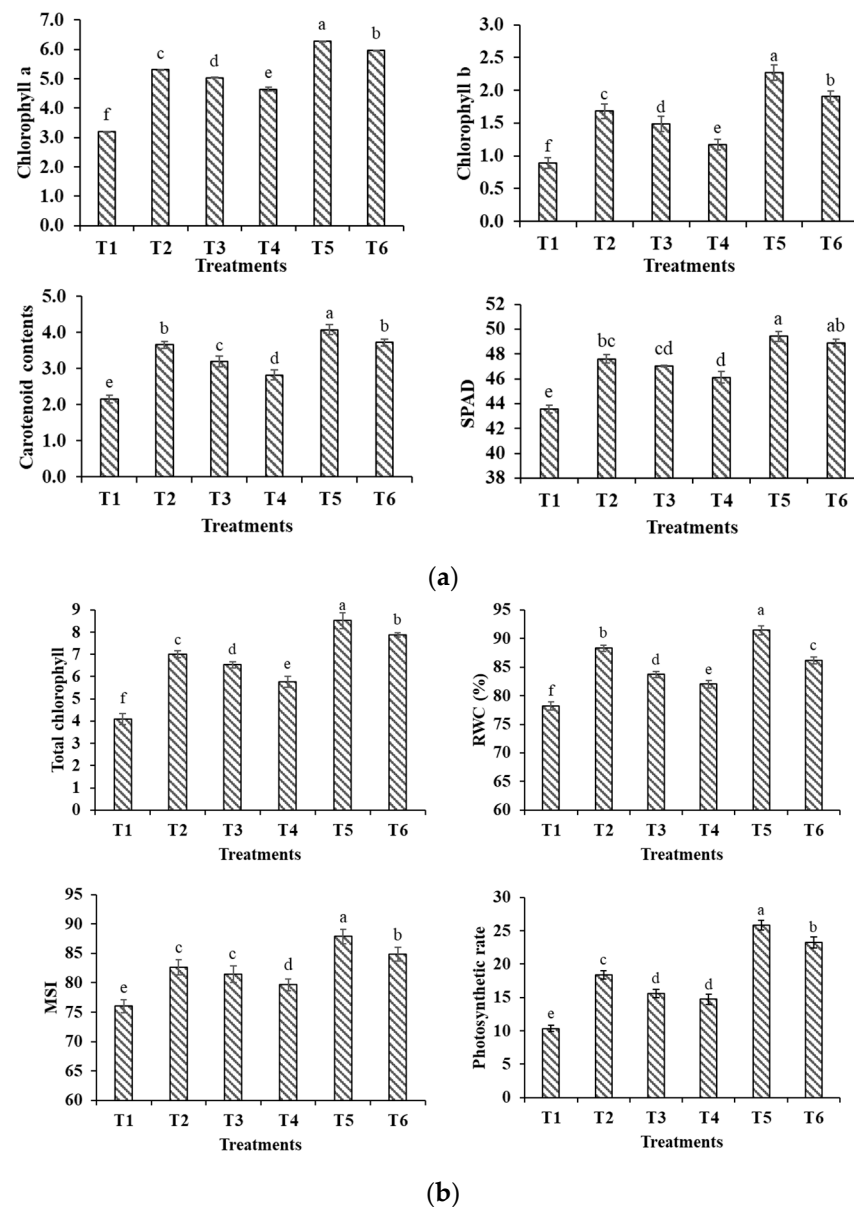 7.0
6.0
5.0
4.0
3.0
2.0
1.0
0.0
Chlorophyll a
f
c
d
e
a
b
T1 T2 T3 T4 T5 T6
Treatments
3.0
2.5
2.0
1.5
1.0
0.5
0.0
Chlorophyll b
f
c
d
e
a
b
T1 T2 T3 T4 T5 T6
Treatments
5.0
4.0
3.0
2.0
1.0
0.0
Carotenoid contents
e
b
c
d
a
b
T1 T2 T3 T4 T5 T6
Treatments
52
50
48
46
44
42
40
38
SPAD
e
bc
cd
d
a
ab
T1 T2 T3 T4 T5 T6
Treatments
(a)
9
8
7
6
5
4
3
2
1
0
Total chlorophyll
f
c
d
e
a
b
T1 T2 T3 T4 T5 T6
Treatments
95
90
85
80
75
70
65
60
RWC (%)
f
b
d
e
a
c
T1 T2 T3 T4 T5 T6
Treatments
95
90
85
80
75
70
65
60
MSI
e
c
c
d
a
b
T1 T2 T3 T4 T5 T6
Treatments
30
25
20
15
10
5
0
Photosynthetic rate
e
c
d
d
a
b
T1 T2 T3 T4 T5 T6
Treatments
(b)